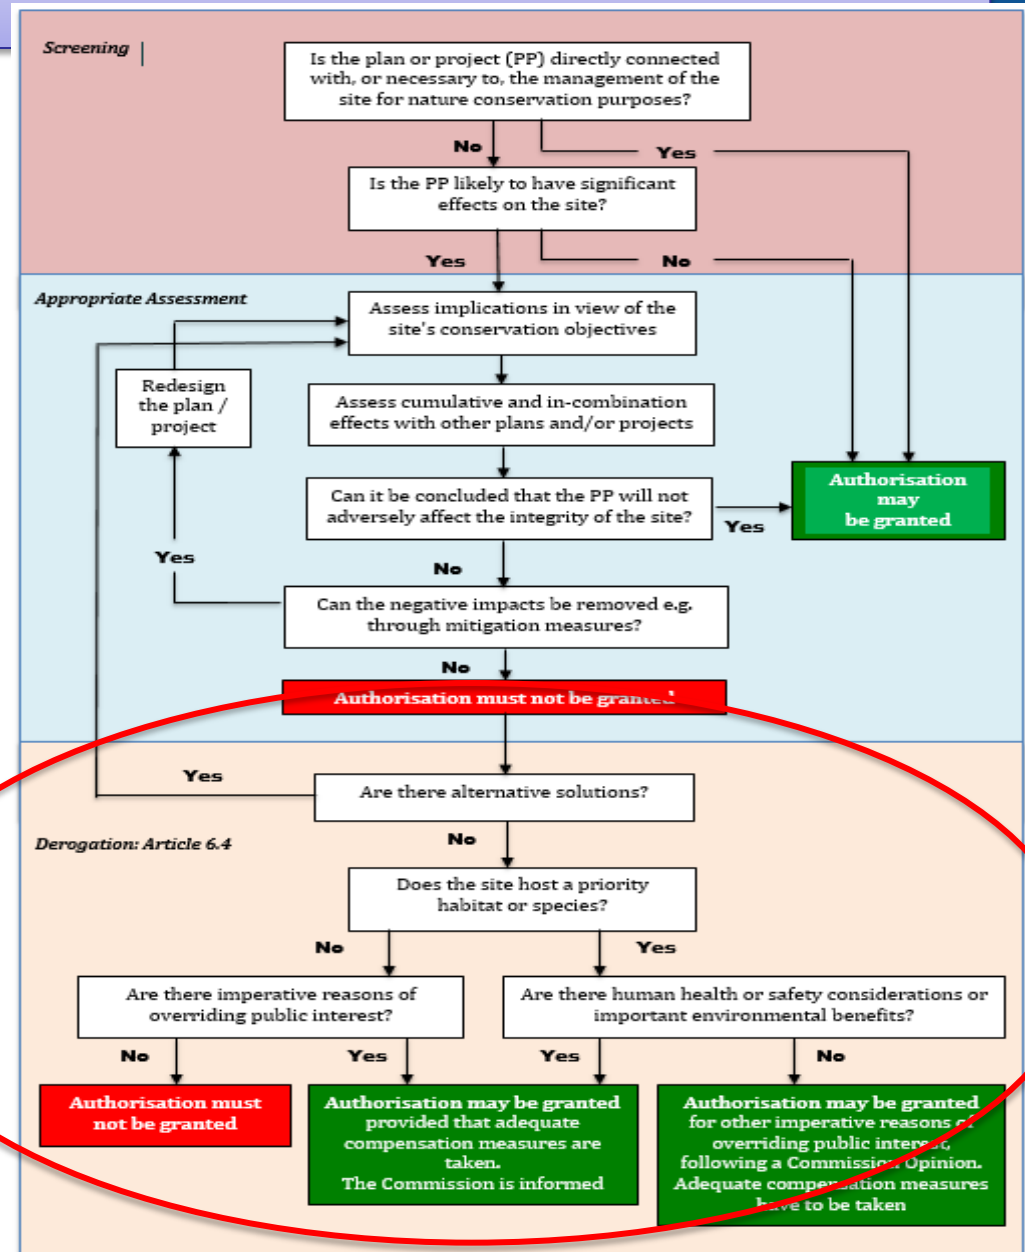 Screening
Is the plan or project (PP) directly connected
with, or necessary to, the management of the
site for nature conservation purposes?
No
Yes
Is the PP likely to have significant
effects on the site?
Yes
No
Appropriate Assessment
Assess implications in view of the
site's conservation objectives
Redesign
the plan /
project
Assess cumulative and in-combination
effects with other plans and/or projects
Authorisation
may
be granted
Can it be concluded that the PP will not
adversely affect the integrity of the site?
Yes
Yes
No
Can the negative impacts be removed e.g.
through mitigation measures?
No
Authorisation must not be granted
Yes
Are there alternative solutions?
Derogation: Article 6.4
No
Does the site host a priority
habitat or species?
No
Yes
Are there imperative reasons of
overriding public interest?
Are there human health or safety considerations or
important environmental benefits?
No
Yes
Yes
No
Authorisation must
not be granted
Authorisation may be granted
provided that adequate
compensation measures are
taken.
The Commission is informed
Authorisation may be granted
for other imperative reasons of
overriding public interest,
following a Commission Opinion.
Adequate compensation measures
have to be taken